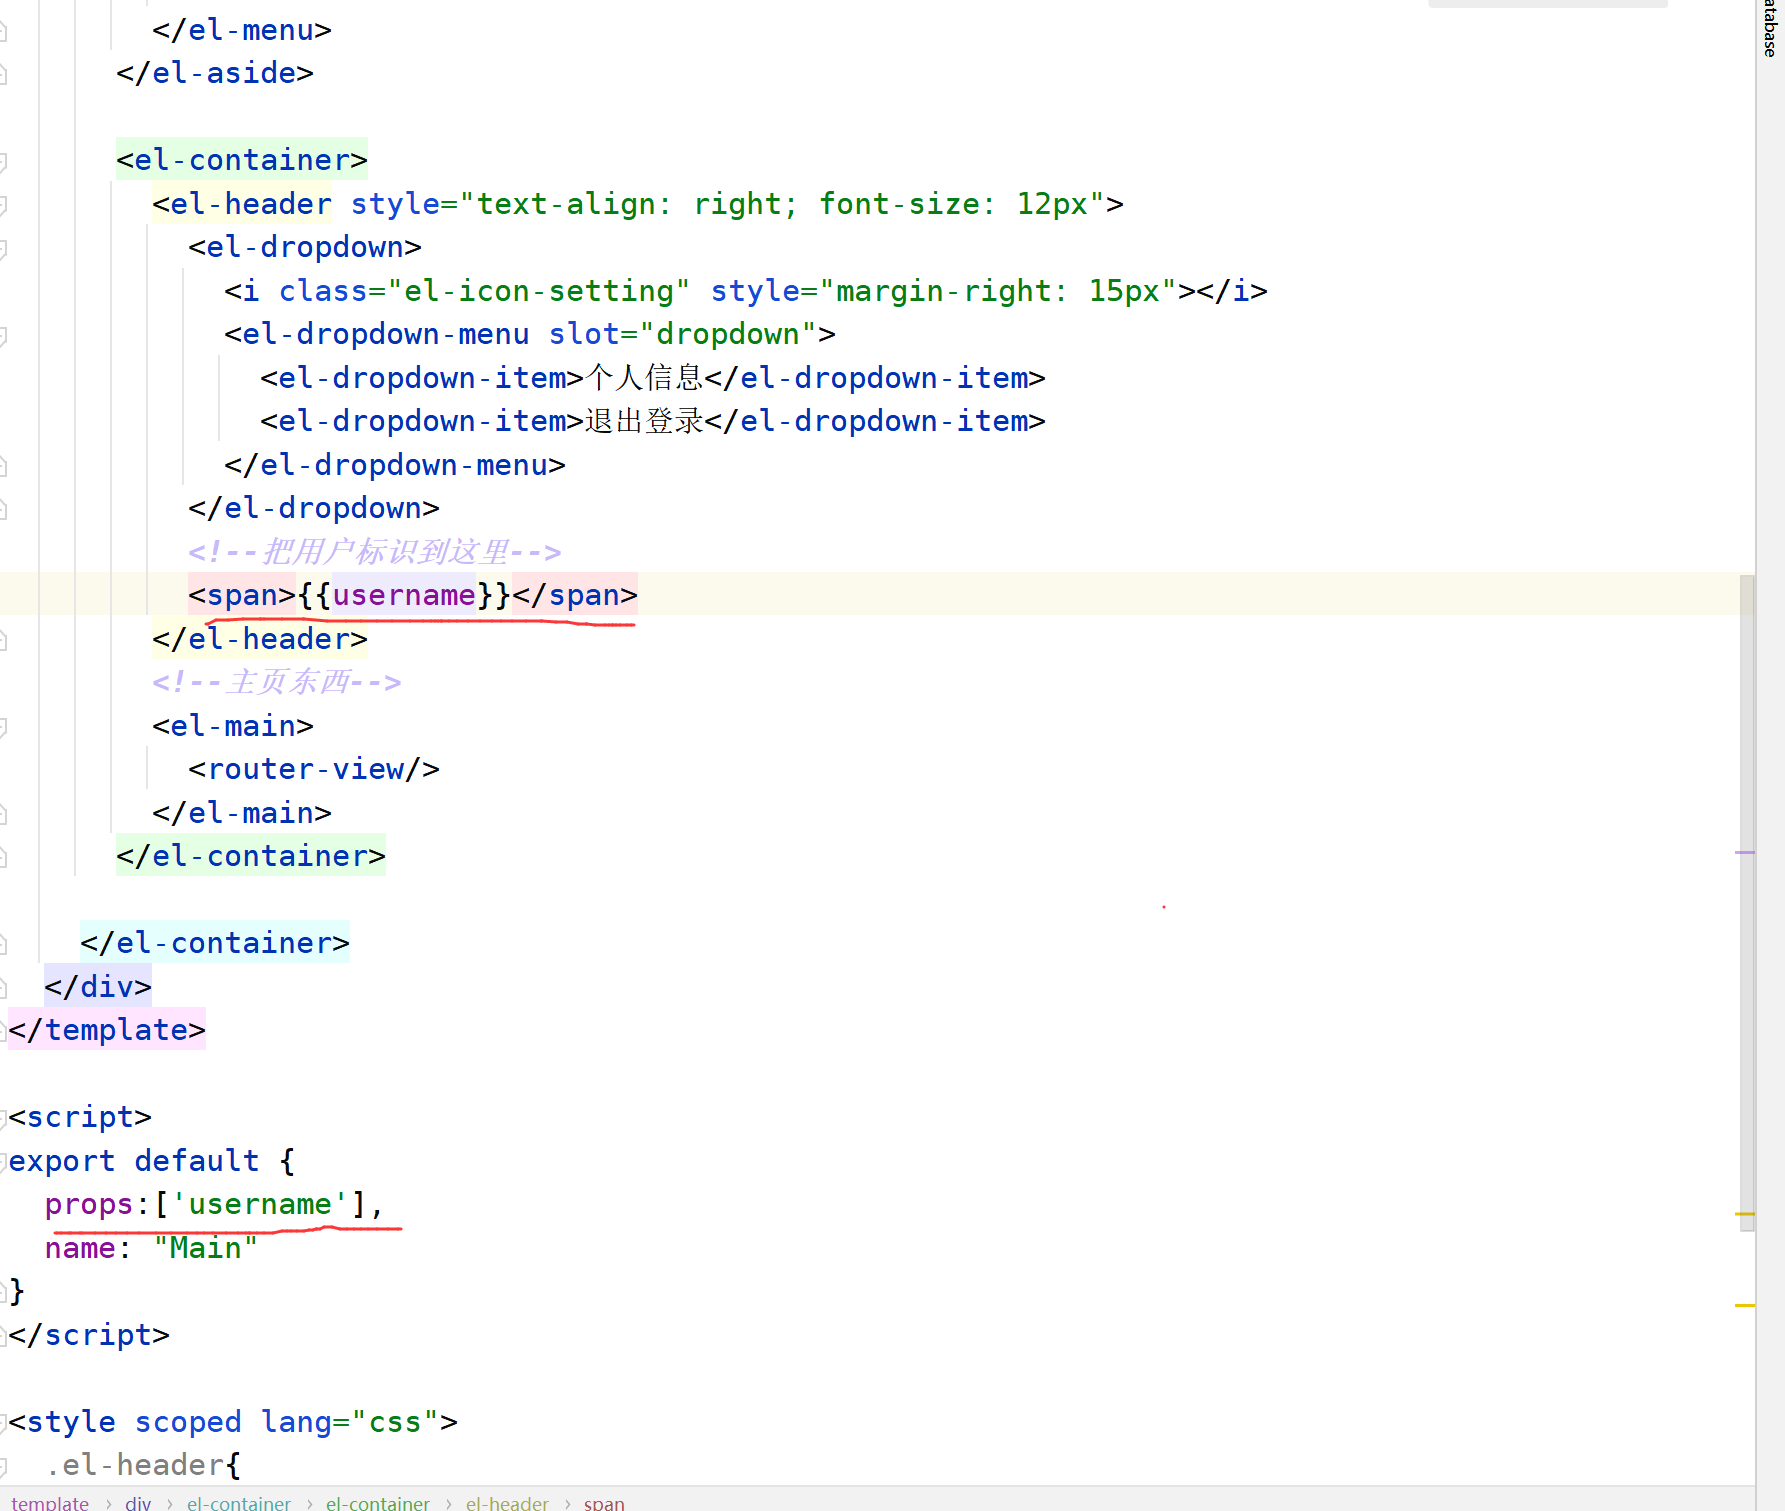 </el-menu>
</el-aside>
<el-container>
<el-header style="text-align: right; font-size: 12px">
<el-dropdown>
<i class="el-icon-setting" style="margin-right: 15px"></i>
<el-dropdown-menu slot="dropdown">
<el-dropdown-item>个人信息</el-dropdown-item>
<el-dropdown-item>退出登录</el-dropdown-item>
</el-dropdown-menu>
</el-dropdown>
<!--把用户标识到这里-->
<span>{{username}}</span>
</el-header>
<!--主页东西-->
<el-main>
<router-view/>
</el-main>
</el-container>
</el-container>
</div>
</template>
<script>
export default {
props:['username'],
name: "Main"
}
</script>
<style scoped lang="css">
.el-header{
template › div › el-container › el-container › el-header › span
atabase